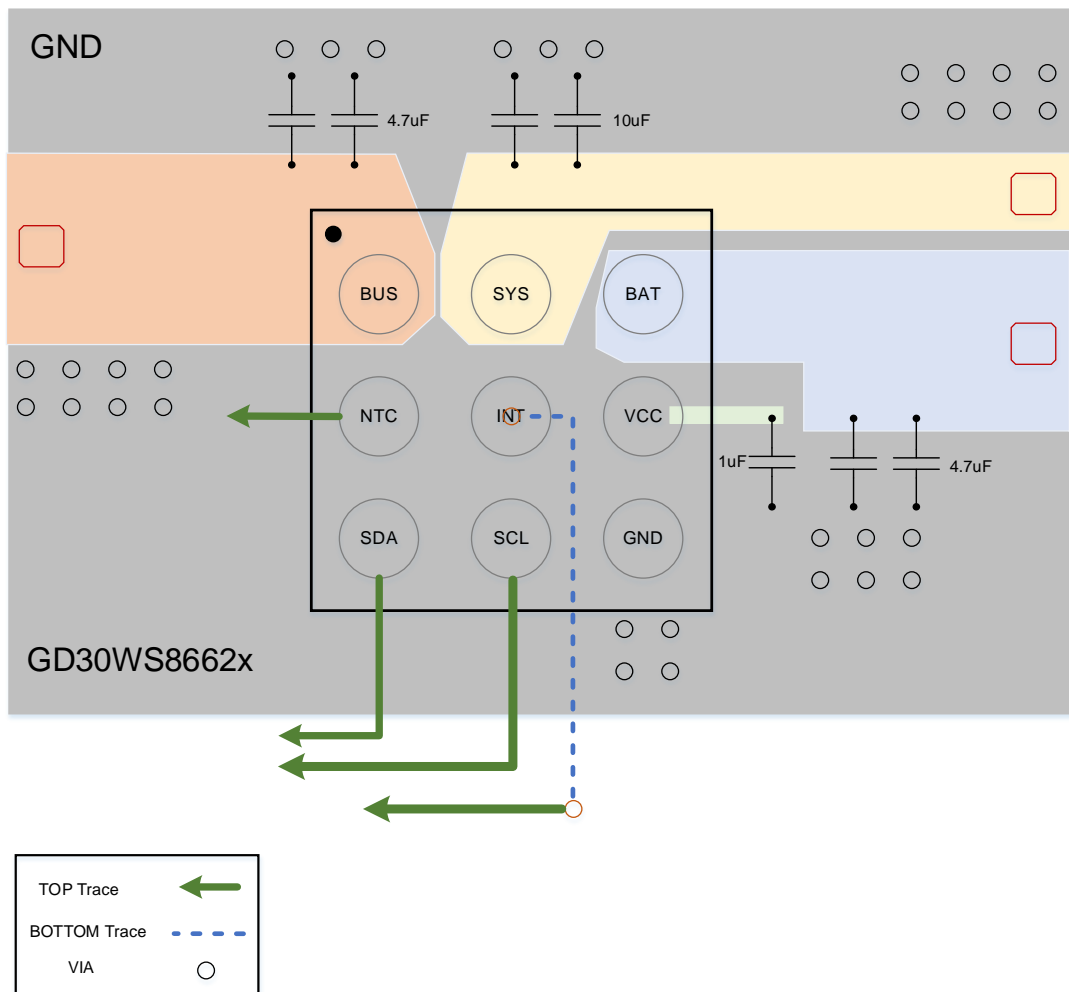 GND
4.7uF
10uF
BUS
SYS
BAT
NTC
INT
VCC
1uF
4.7uF
SDA
SCL
GND
GD30WS8662x
TOP Trace
BOTTOM Trace
VIA